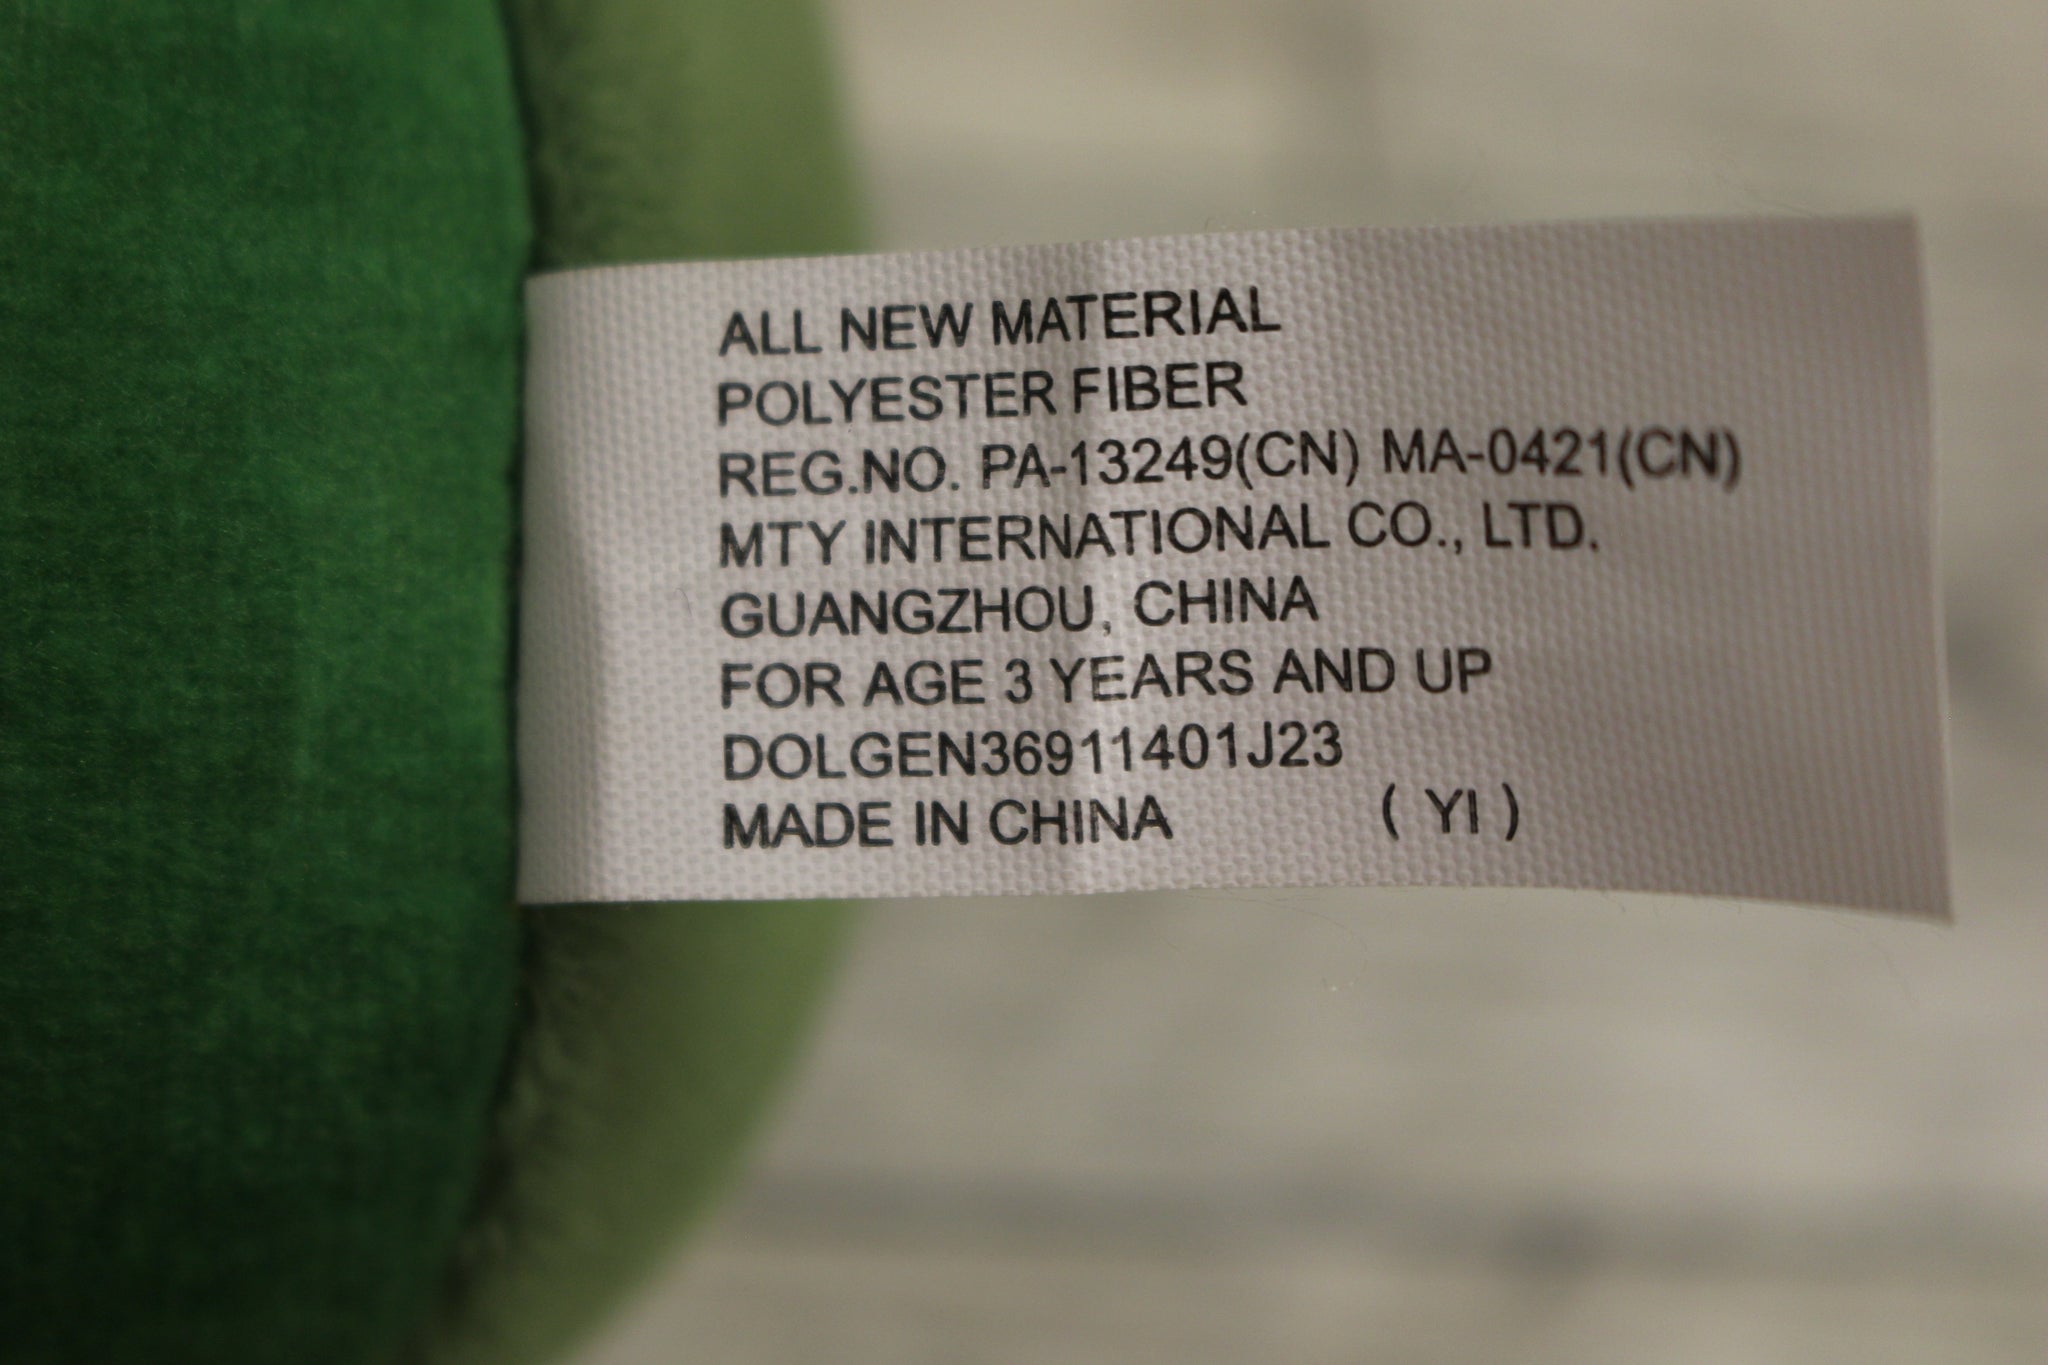 ALL NEW MATERIAL
POLYESTER FIBER
REG.NO. PA-13249(CN) MA-0421(CN)
MTY INTERNATIONAL CO., LTD.
GUANGZHOU, CHINA
FOR AGE 3 YEARS AND UP
DOLGEN36911401J23
MADE IN CHINA ( YI )